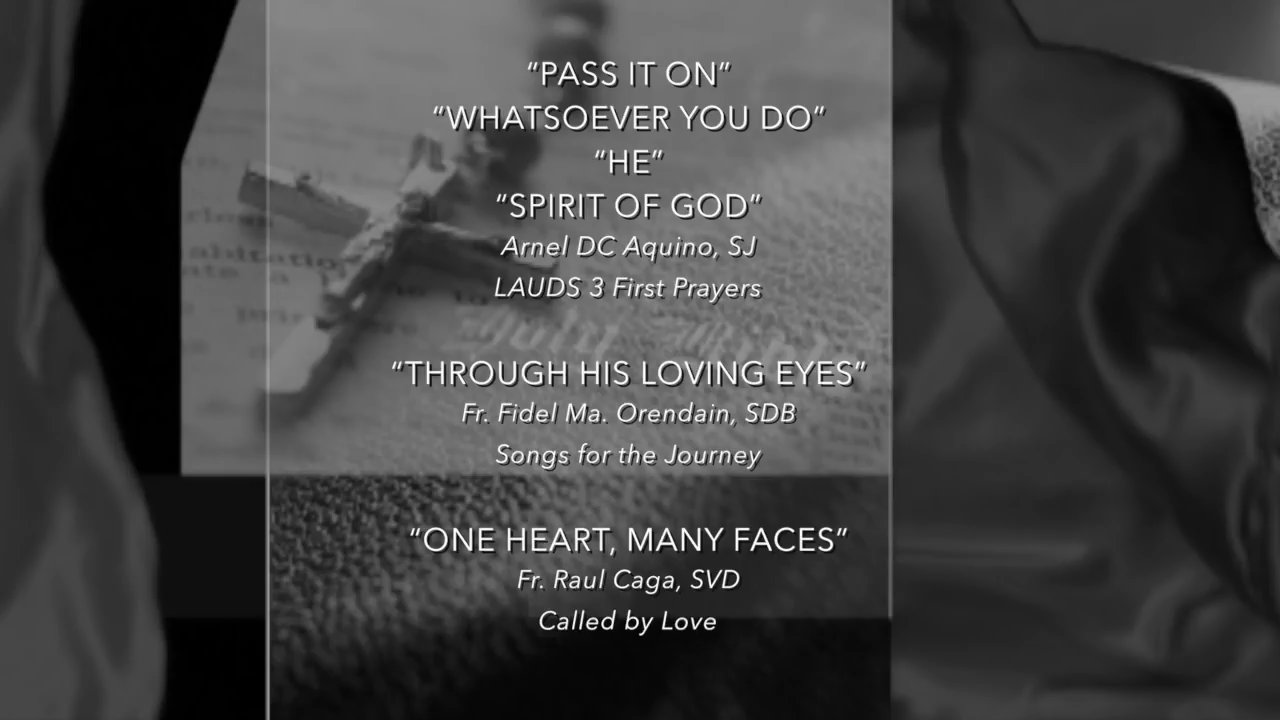 “PASS IT ON”
“WHATSOEVER YOU DO”
“HE”
“SPIRIT OF GOD”
Arnel DC Aquino, SJ
LAUDS 3 First Prayers
“THROUGH HIS LOVING EYES”
Fr. Fidel Ma. Orendain, SDB
Songs for the Journey
“ONE HEART, MANY FACES”
Fr. Raul Caga, SVD
Called by Love